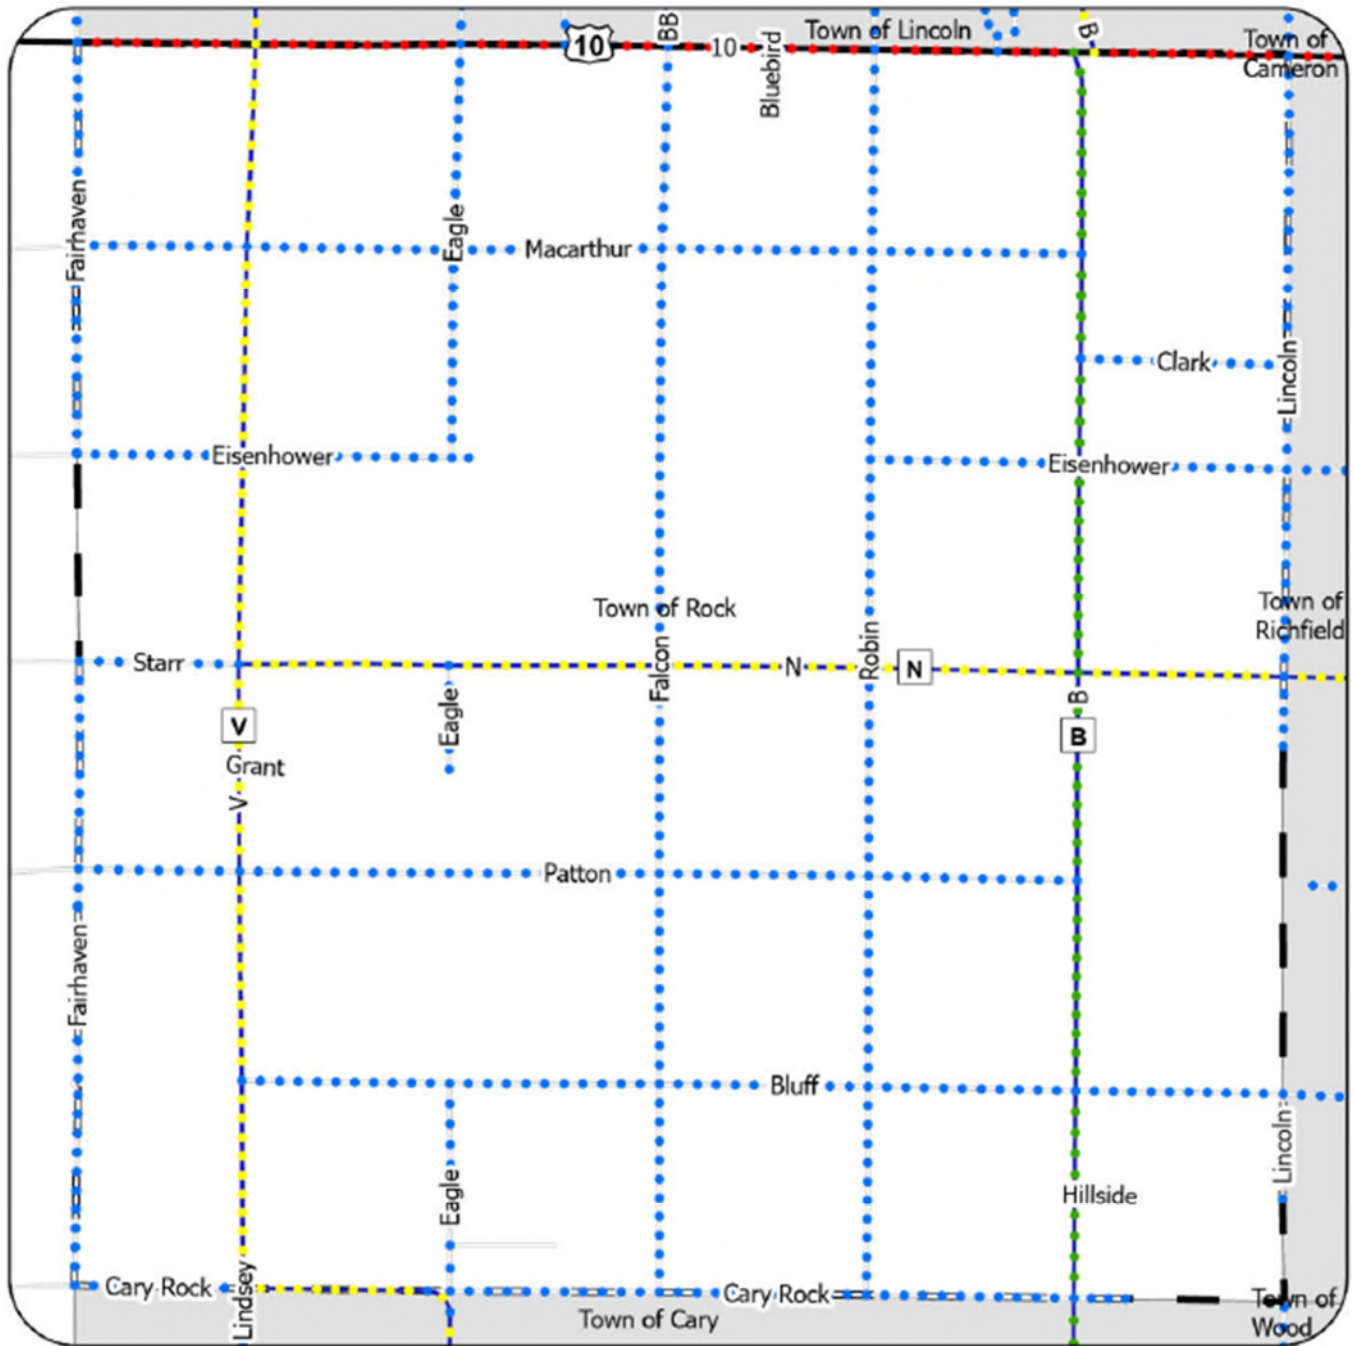 BB
B
Town of Lincoln
10
10
Bluebird
Town of
Cameron
Fairhaven
Eagle
Macarthur
Clark
Lincoln
Eisenhower
Eisenhower
Town of Rock
Town of
Richfield
Starr
Falcon
N
Robin
N
Eagle
B
V
B
Grant
V
Patton
Fairhaven
Bluff
Lincoln
Eagle
Hillside
Cary Rock
Lindsey
Cary Rock
Town of Cary
Town of
Wood